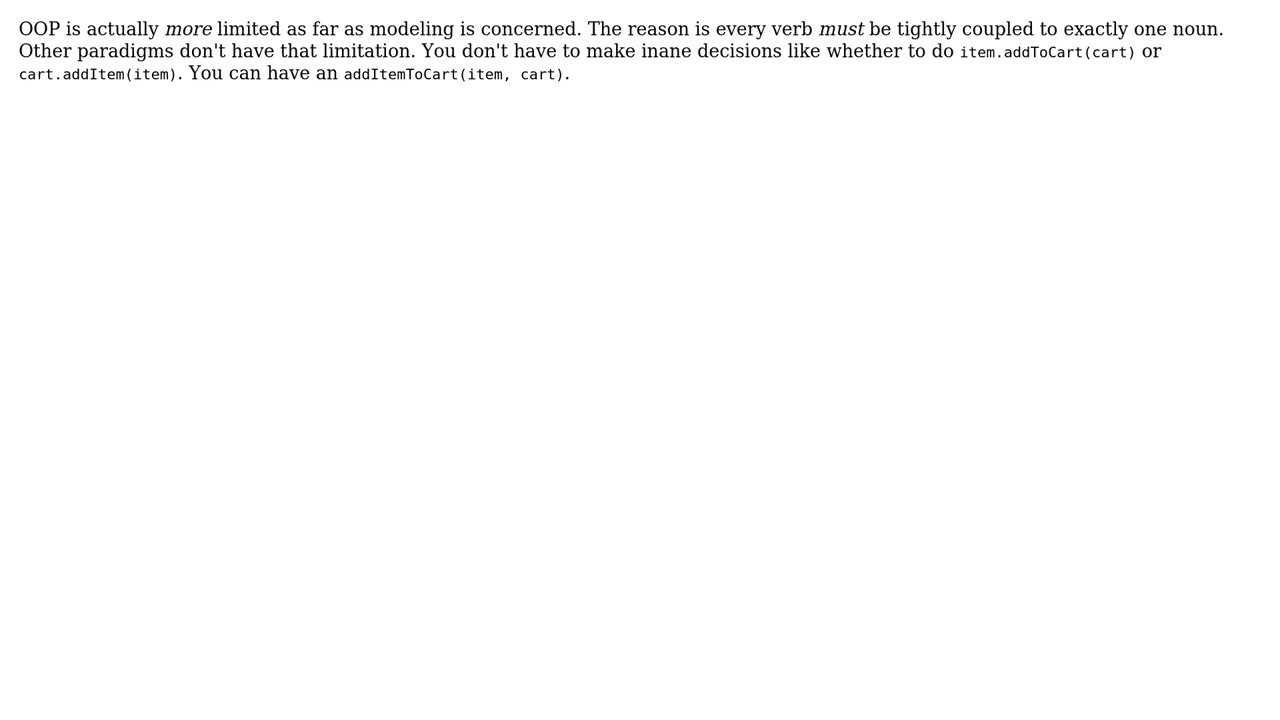 OOP is actually more limited as far as modeling is concerned. The reason is every verb must be tightly coupled to exactly one noun.
Other paradigms don't have that limitation. You don't have to make inane decisions like whether to do item.addToCart(cart) or
cart.addItem(item). You can have an addItemToCart(item, cart).